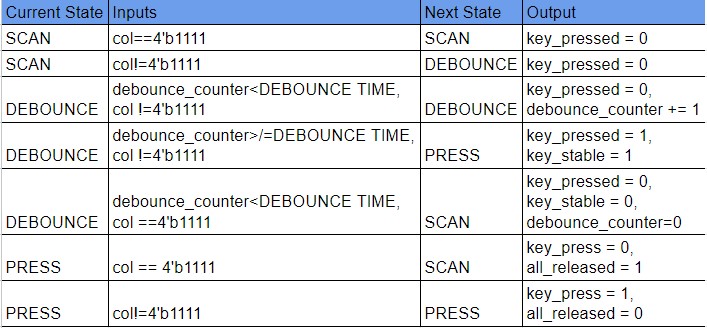 Current State Inputs Next State Output
SCAN col==4'b1111 SCAN key_pressed = 0
SCAN col!=4'b1111 DEBOUNCE key_pressed = 0
DEBOUNCE debounce_counter<DEBOUNCE TIME, col !=4'b1111 DEBOUNCE key_pressed = 0, debounce_counter += 1
DEBOUNCE debounce_counter>/=DEBOUNCE TIME, col !=4'b1111 PRESS key_pressed = 1, key_stable = 1
DEBOUNCE debounce_counter<DEBOUNCE TIME, col ==4'b1111 SCAN key_pressed = 0, key_stable = 0, debounce_counter=0
PRESS col == 4'b1111 SCAN key_press = 0, all_released = 1
PRESS col!=4'b1111 PRESS key_press = 1, all_released = 0